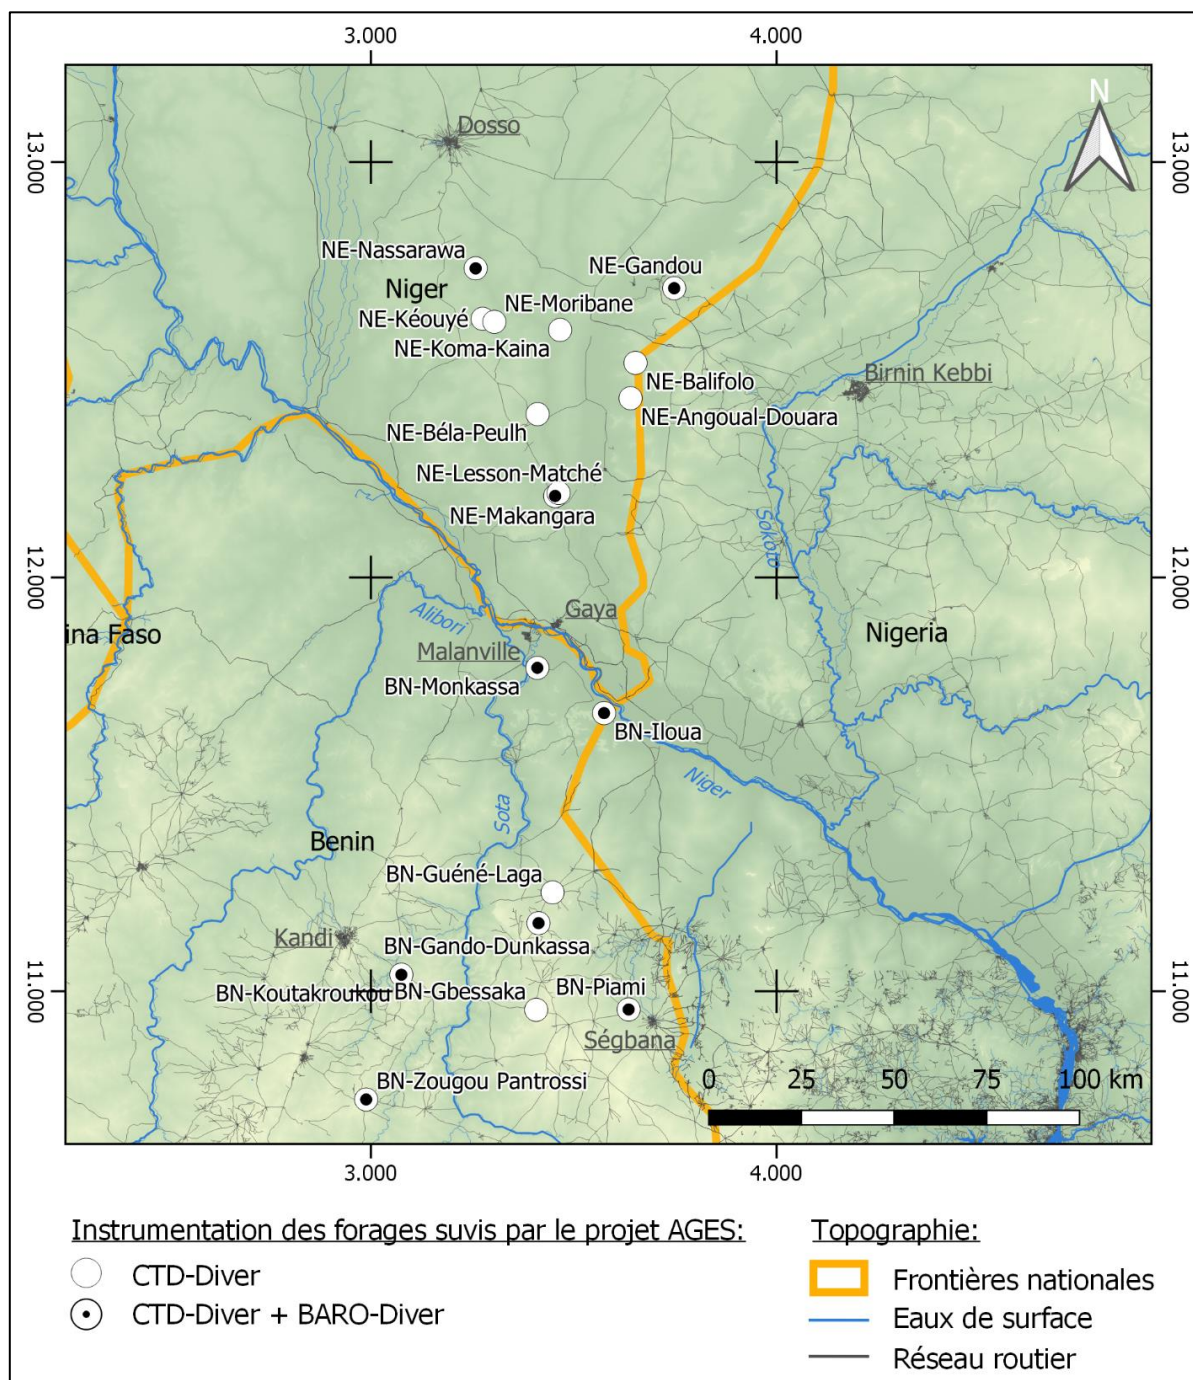 3.000
4.000
N
Dosso
13.000
13.000
NE-Nassarawa
NE-Gandou
Niger
NE-Moribane
NE-Kéouyé
NE-Koma-Kaina
NE-Balifolo
Birnin Kebbi
NE-Angoual-Douara
NE-Béla-Peulh
NE-Lesson-Matché
NE-Makangara
Sokoto
12.000
12.000
Alibori
Gaya
ina Faso
Nigeria
Malanville
BN-Monkassa
BN-Iloua
Niger
Sota
Benin
BN-Guéné-Laga
Kandi
BN-Gando-Dunkassa
11.000
11.000
BN-Koutakroukou
BN-Gbessaka
BN-Piami
Ségbana
BN-Zougou Pantrossi
0 25 50 75 100 km
3.000
4.000
Instrumentation des forages suvis par le projet AGES:
CTD-Diver
CTD-Diver + BARO-Diver
Topographie:
Frontières nationales
Eaux de surface
Réseau routier